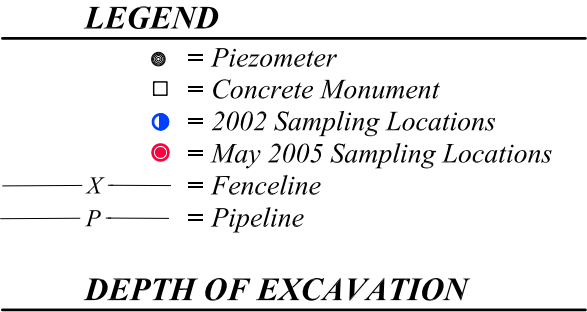 LEGEND
= Piezometer
= Concrete Monument
= 2002 Sampling Locations
= May 2005 Sampling Locations
X = Fenceline
P = Pipeline
DEPTH OF EXCAVATION